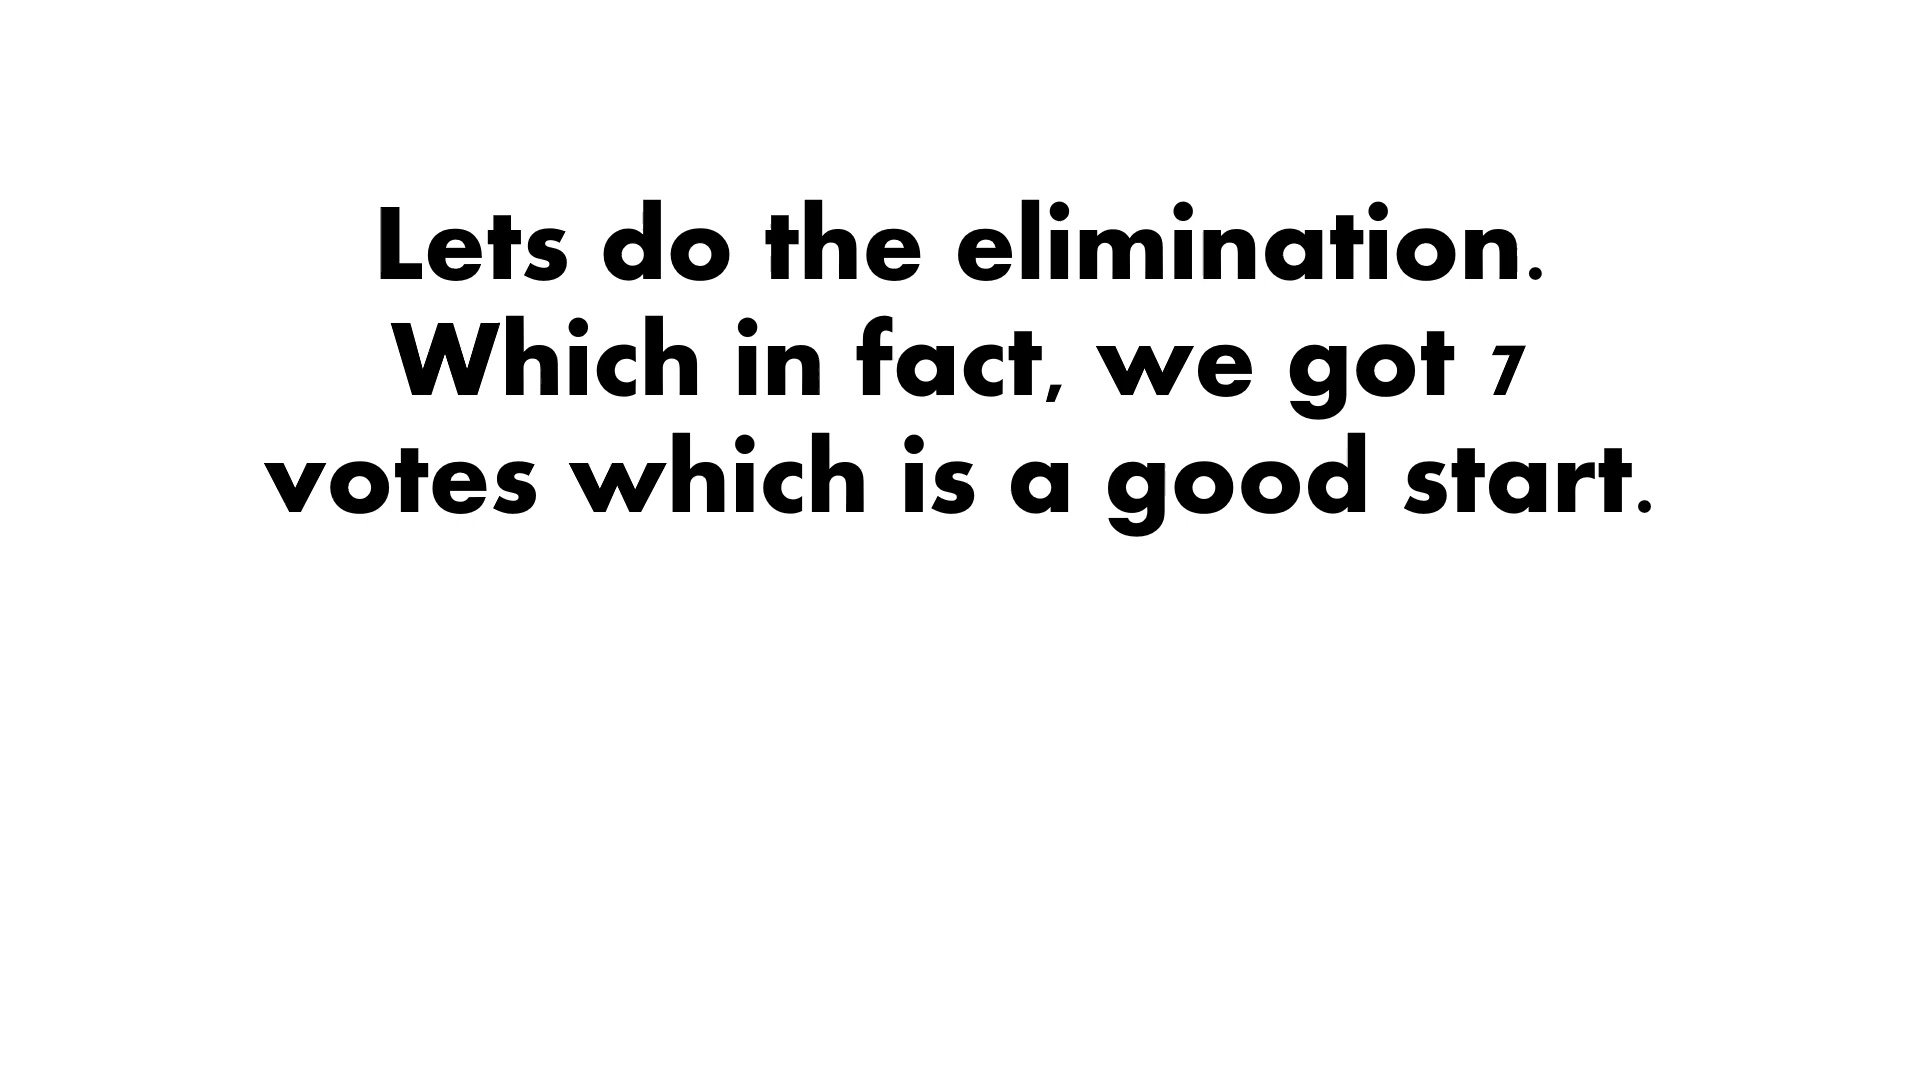 Lets do the elimination.
Which in fact, we got 7
votes which is a good start.